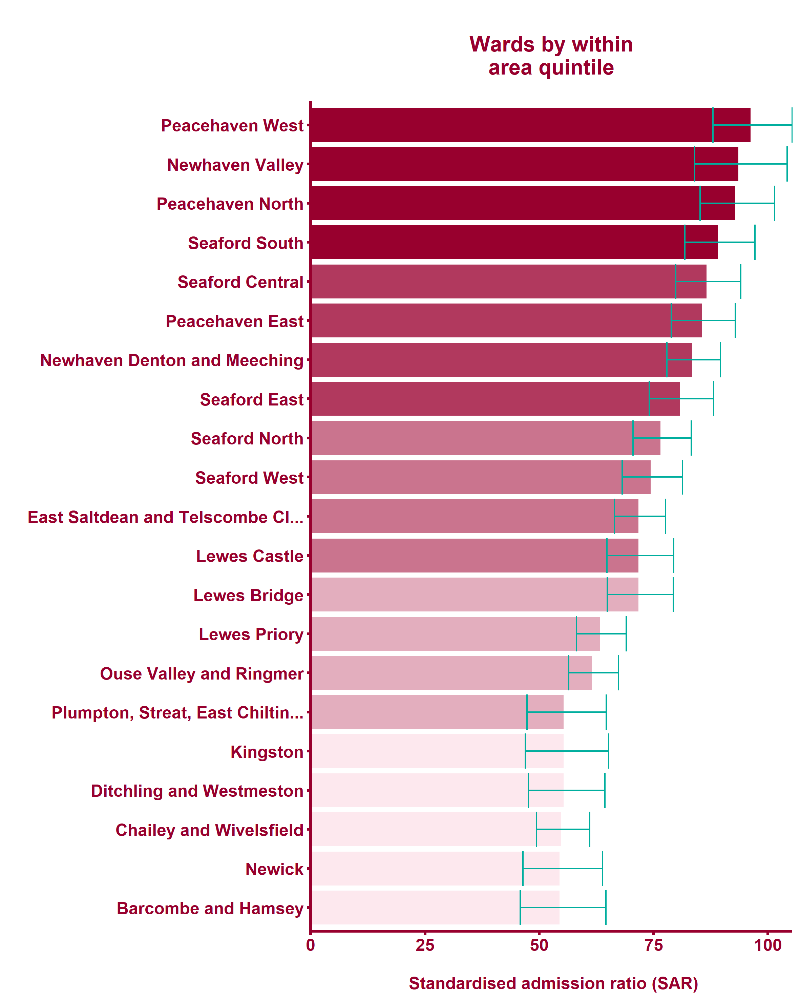 Wards by within
area quintile
Peacehaven West
Newhaven Valley
Peacehaven North
Seaford South
Seaford Central
Peacehaven East
Newhaven Denton and Meeching
Seaford East
Seaford North
Seaford West
East Saltdean and Telscombe Cl...
Lewes Castle
Lewes Bridge
Lewes Priory
Ouse Valley and Ringmer
Plumpton, Streat, East Chiltin...
Kingston
Ditchling and Westmeston
Chailey and Wivelsfield
Newick
Barcombe and Hamsey
0 25 50 75 100
Standardised admission ratio (SAR)